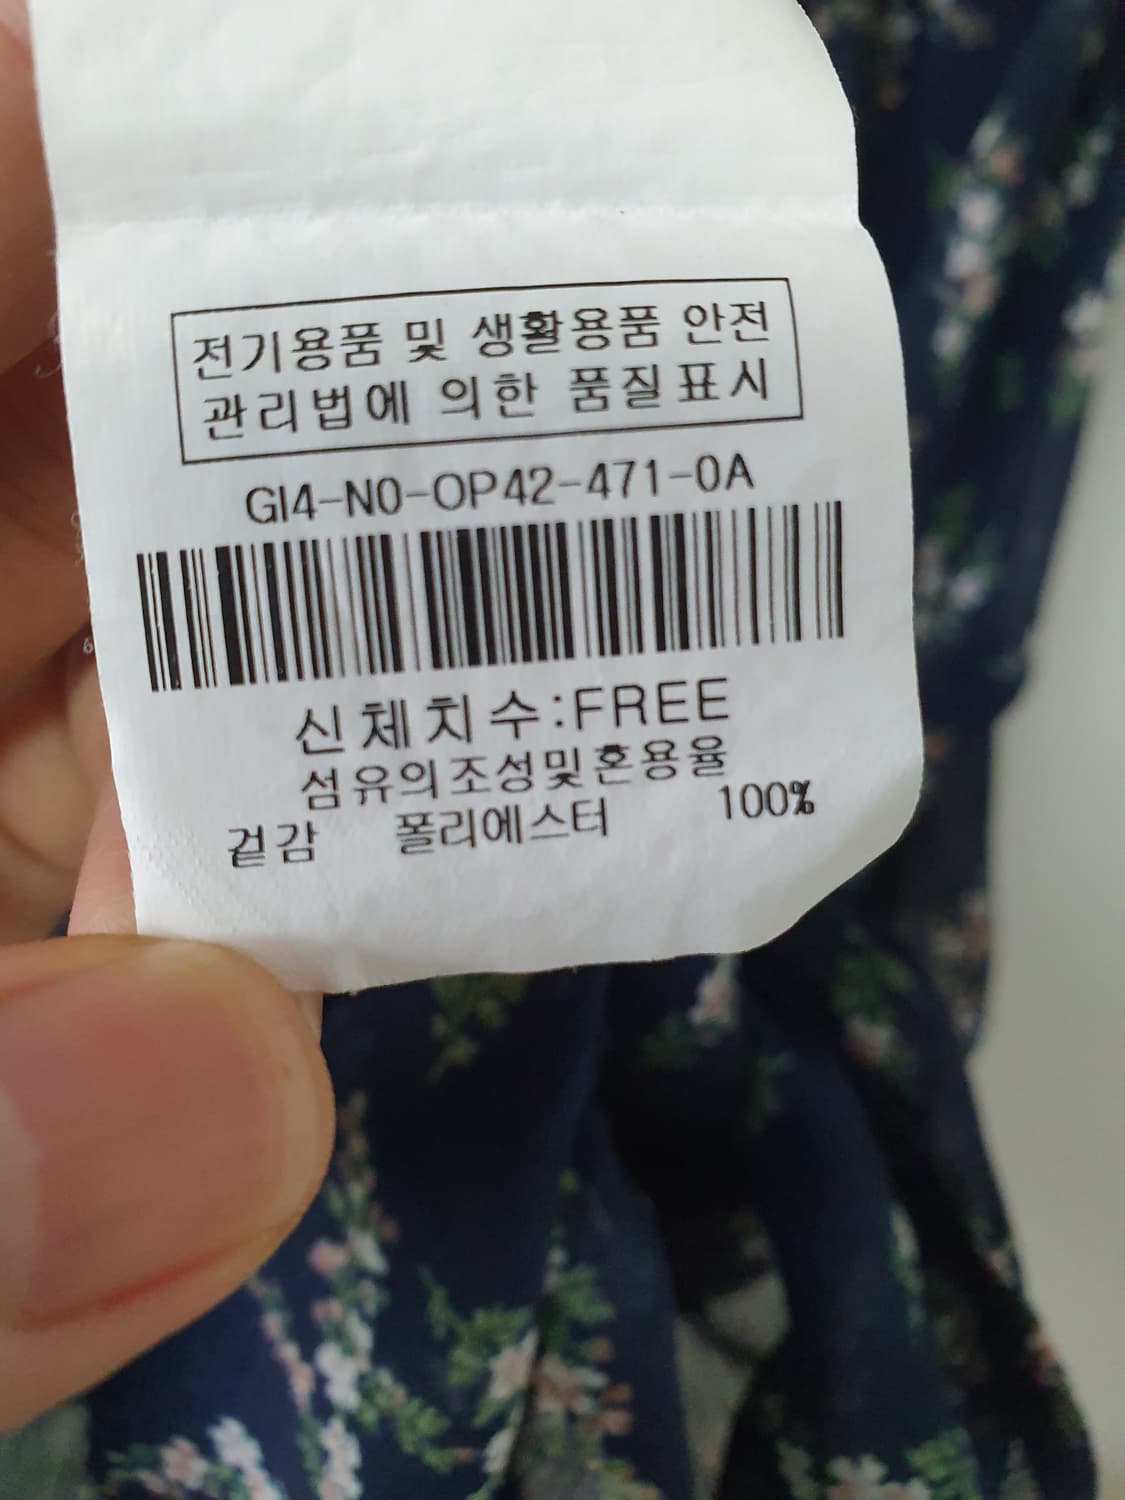 전기용품 및 생활용품 안전
관리법에 의한 품질표시
GI4-N0-OP42-471-0A
신체치수:FREE
섬유의조성및혼용율
겉감 폴리에스터 100%